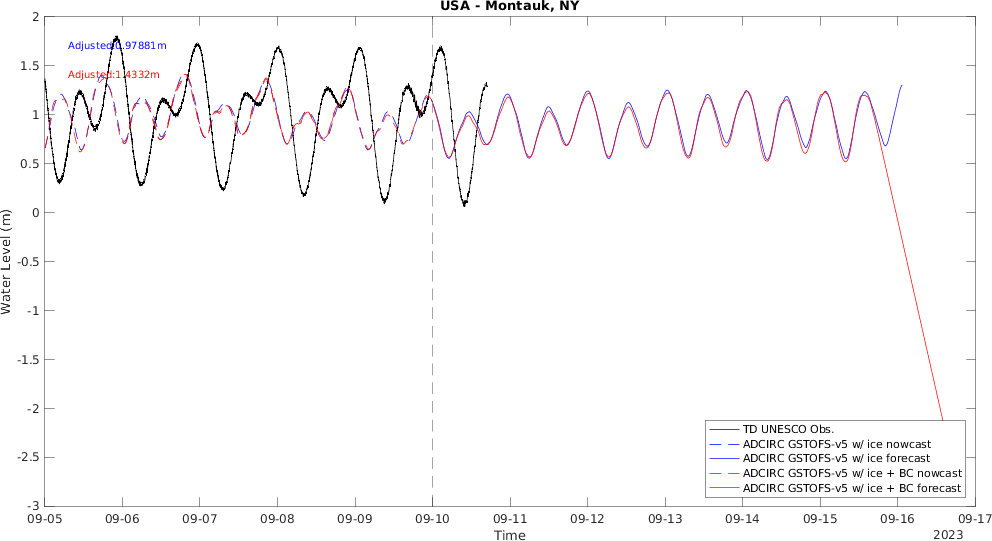 USA - Montauk, NY
2
Adjusted:0.97881m
1.5
Adjusted:1.4332m
1
0.5
0
-0.5
-1
-1.5
-2
-2.5
-3
Water Level (m)
TD UNESCO Obs.
ADCIRC GSTOFS-v5 w/ ice nowcast
ADCIRC GSTOFS-v5 w/ ice forecast
ADCIRC GSTOFS-v5 w/ ice + BC nowcast
ADCIRC GSTOFS-v5 w/ ice + BC forecast
09-05 09-06 09-07 09-08 09-09 09-10 09-11 09-12 09-13 09-14 09-15 09-16 09-17
Time
2023